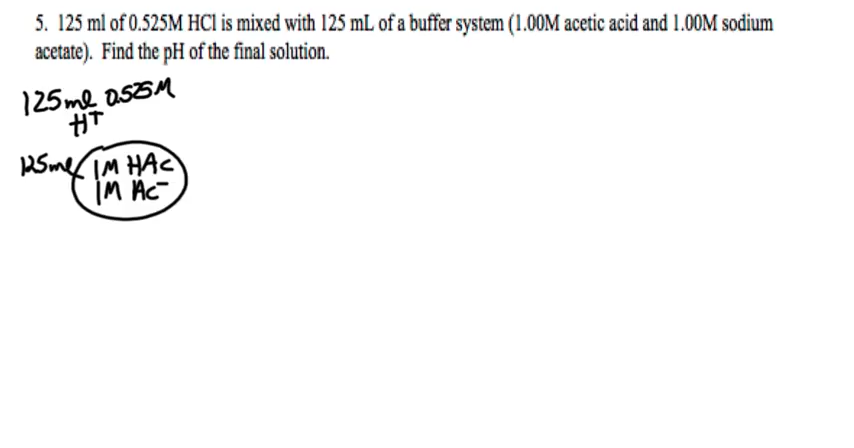 5. 125 ml of 0.525M HCl is mixed with 125 mL of a buffer system (1.00M acetic acid and 1.00M sodium
acetate). Find the pH of the final solution.
125ml 0.525M
H+
125ml 1M HAc
1M Ac-